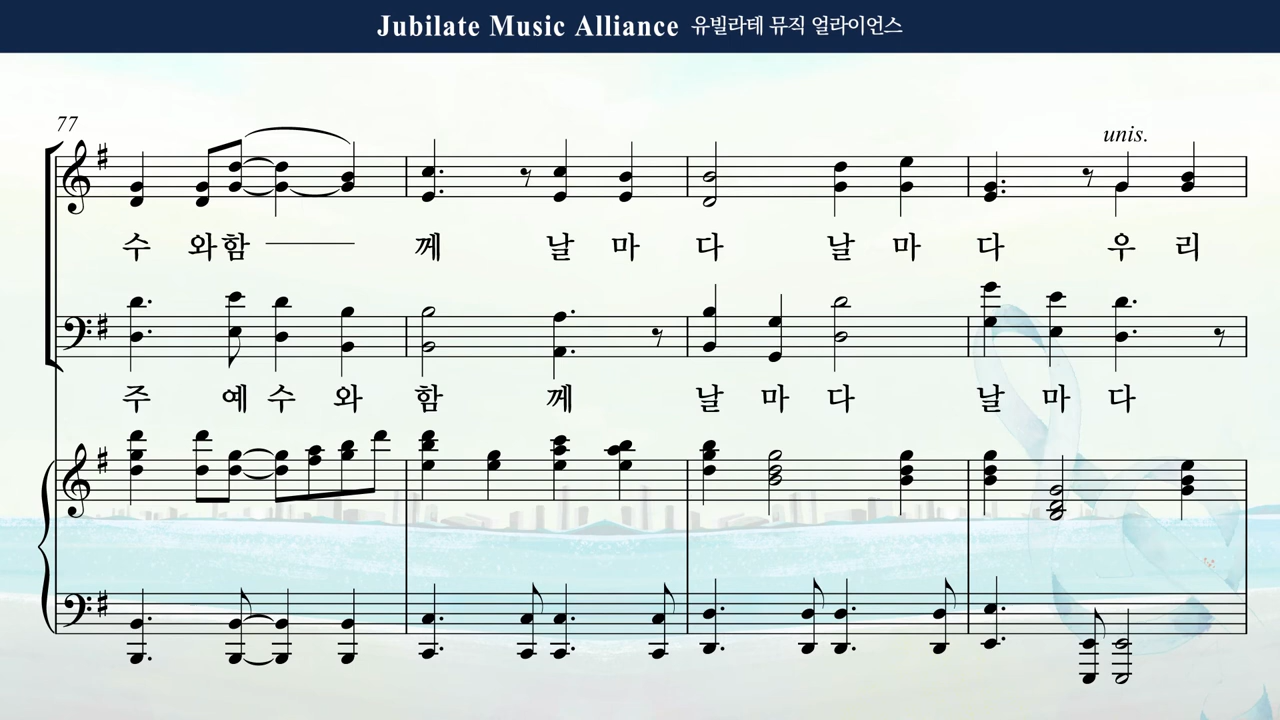 Jubilate Music Alliance 유빌라테 뮤직 얼라이언스
77
unis.
수 와함 께 날 마 다 날 마 다 우 리
주 예 수 와 함 께 날 마 다 날 마 다